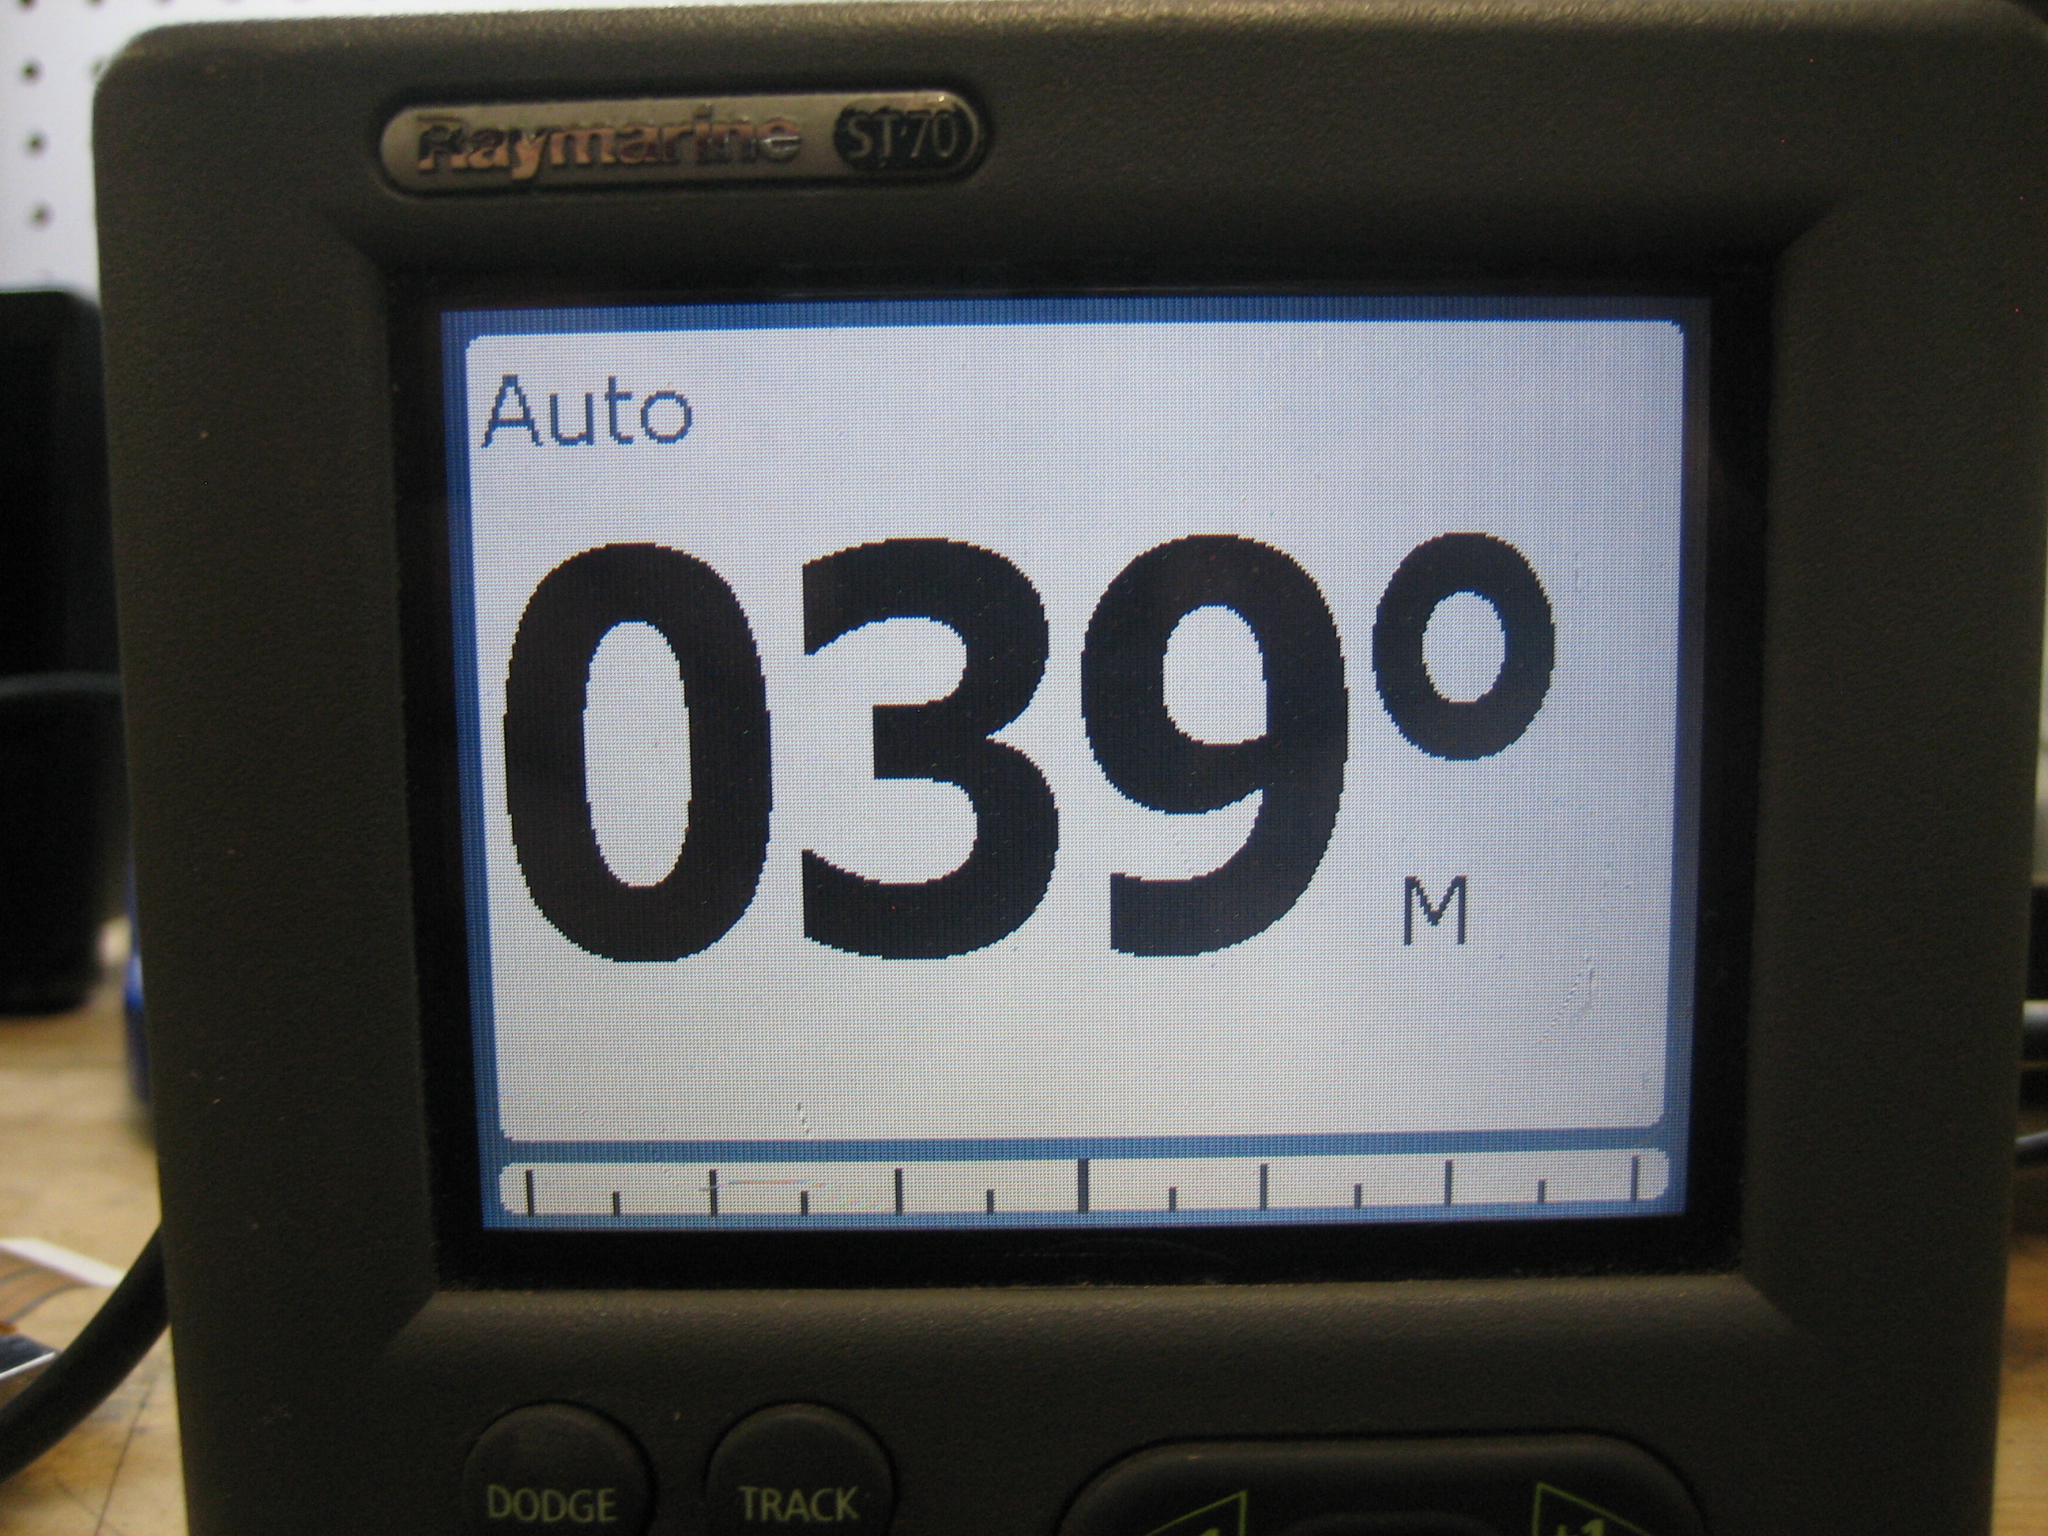 Raymarine ST70
Auto
039° M
DODGE TRACK